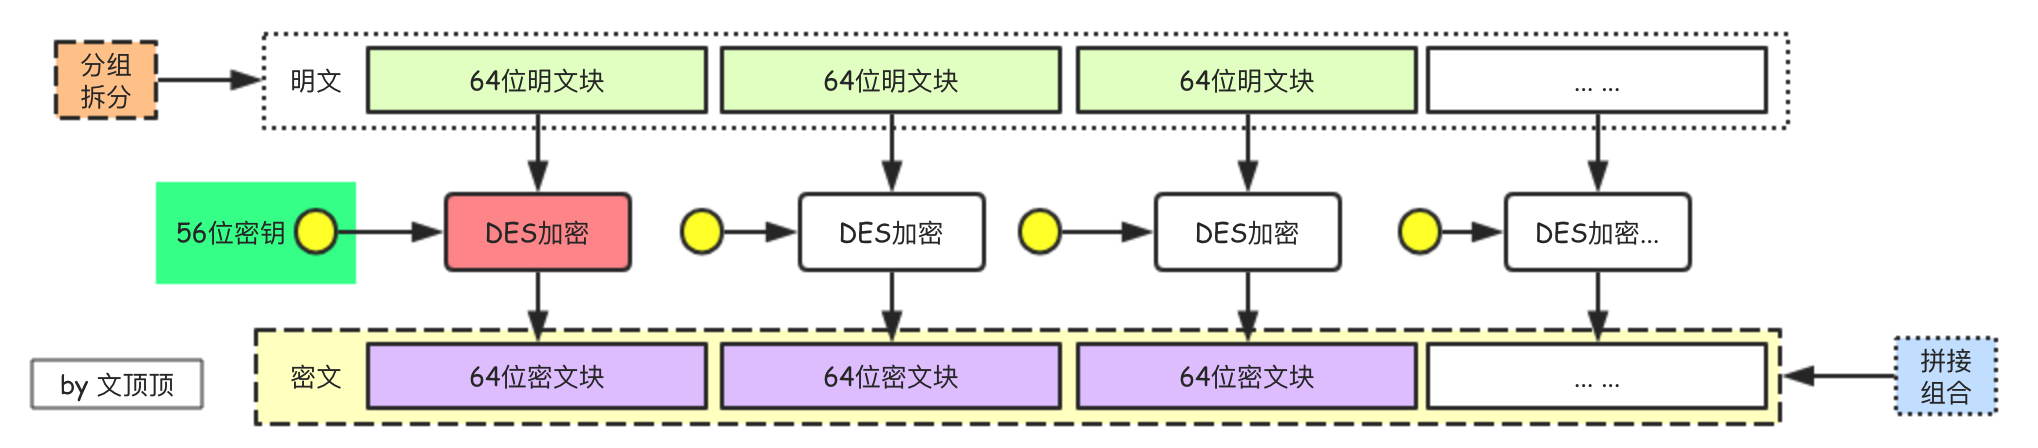 分组
拆分
明文
64位明文块
64位明文块
64位明文块
... ...
56位密钥
DES加密
DES加密
DES加密
DES加密...
密文
64位密文块
64位密文块
64位密文块
... ...
拼接
组合
by 文顶顶